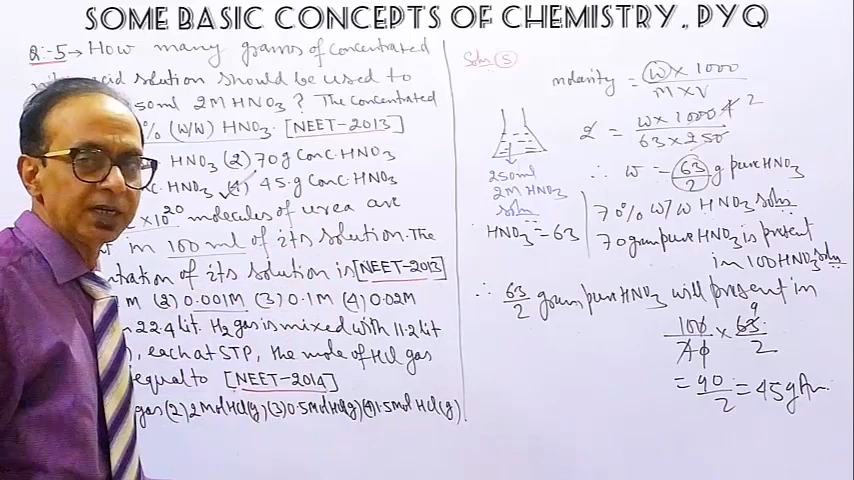 SOME BASIC CONCEPTS OF CHEMISTRY, PYQ
Q:-5→ How many grams of concentrated
acid solution should be used to
50ml 2M HNO3? The concentrated
% (W/W) HNO3. [NEET-2013]
HNO3 (2) 70g Conc. HNO3
C. HNO3 (4) 45.g Conc. HNO3
x10^20 molecules of urea are
in 100 ml of its solution. The
tration of its solution is [NEET-2013]
M (2) 0.001M (3) 0.1M (4) 0.02M
22.4 lit. H2 gas is mixed with 11.2 lit
, each at STP, the mole of HCl gas
equal to [NEET-2014]
gas (2) 2 mol HCl(g) (3) 0.5 mol HCl(g) (4) 1.5 mol HCl(g)
Soln (5)
molarity = W x 1000 / M x V
2 = W x 1000 4 2 / 63 x 250
∴ W = 63/2 g pure HNO3
250ml
2M HNO3
soln
HNO3 = 63
70% W/W HNO3 soln
70 gram pure HNO3 is present
in 100 HNO3 soln
∴ 63/2 gram pure HNO3 will present in
100/70 x 63/2 9
= 90/2 = 45g